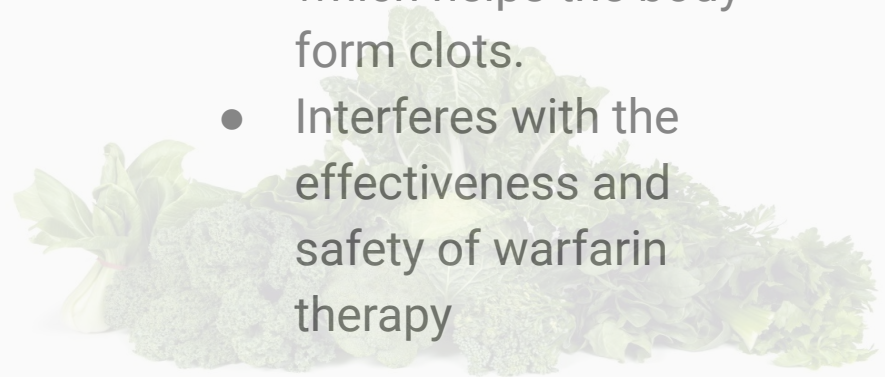 form clots.
● Interferes with the
effectiveness and
safety of warfarin
therapy